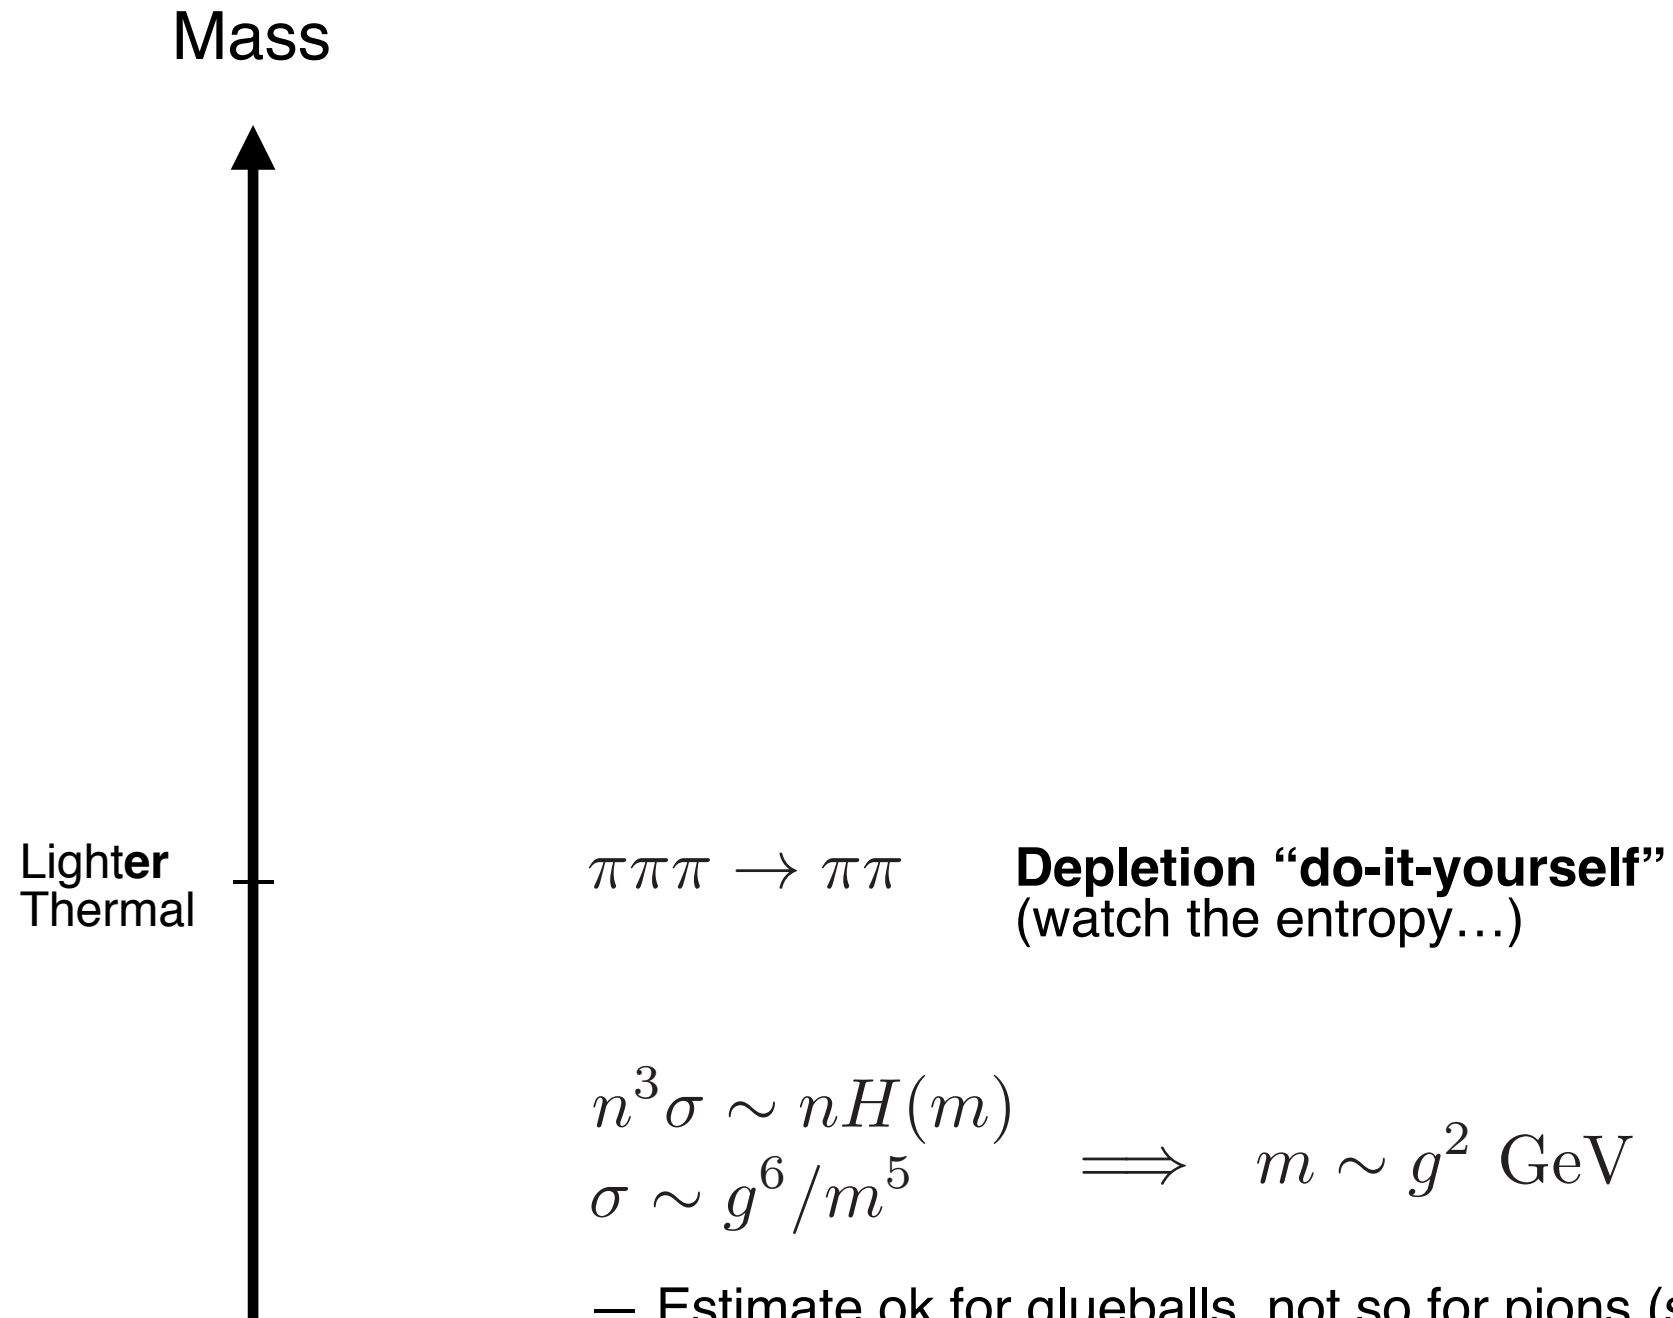 Mass
Lighter
Thermal
πππ → ππ
Depletion “do-it-yourself”
(watch the entropy…)
n³σ ∼ nH(m)
σ ∼ g⁶/m⁵
⟹ m ∼ g² GeV
— Estimate ok for glueballs, not so for pions (